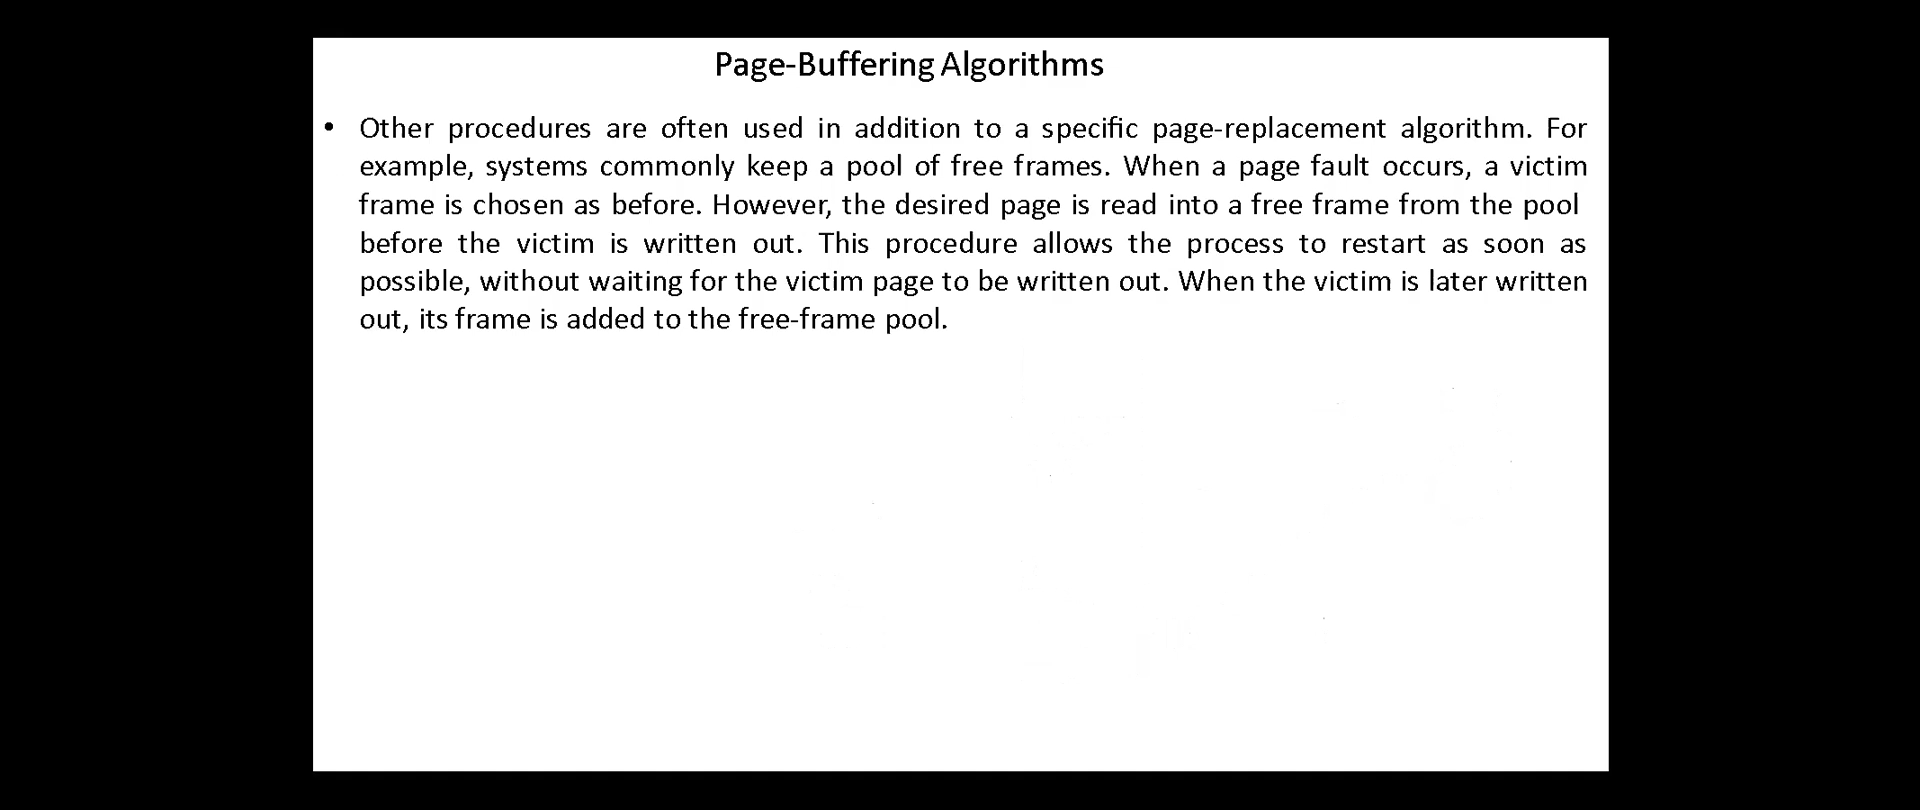 Page-Buffering Algorithms
• Other procedures are often used in addition to a specific page-replacement algorithm. For
example, systems commonly keep a pool of free frames. When a page fault occurs, a victim
frame is chosen as before. However, the desired page is read into a free frame from the pool
before the victim is written out. This procedure allows the process to restart as soon as
possible, without waiting for the victim page to be written out. When the victim is later written
out, its frame is added to the free-frame pool.